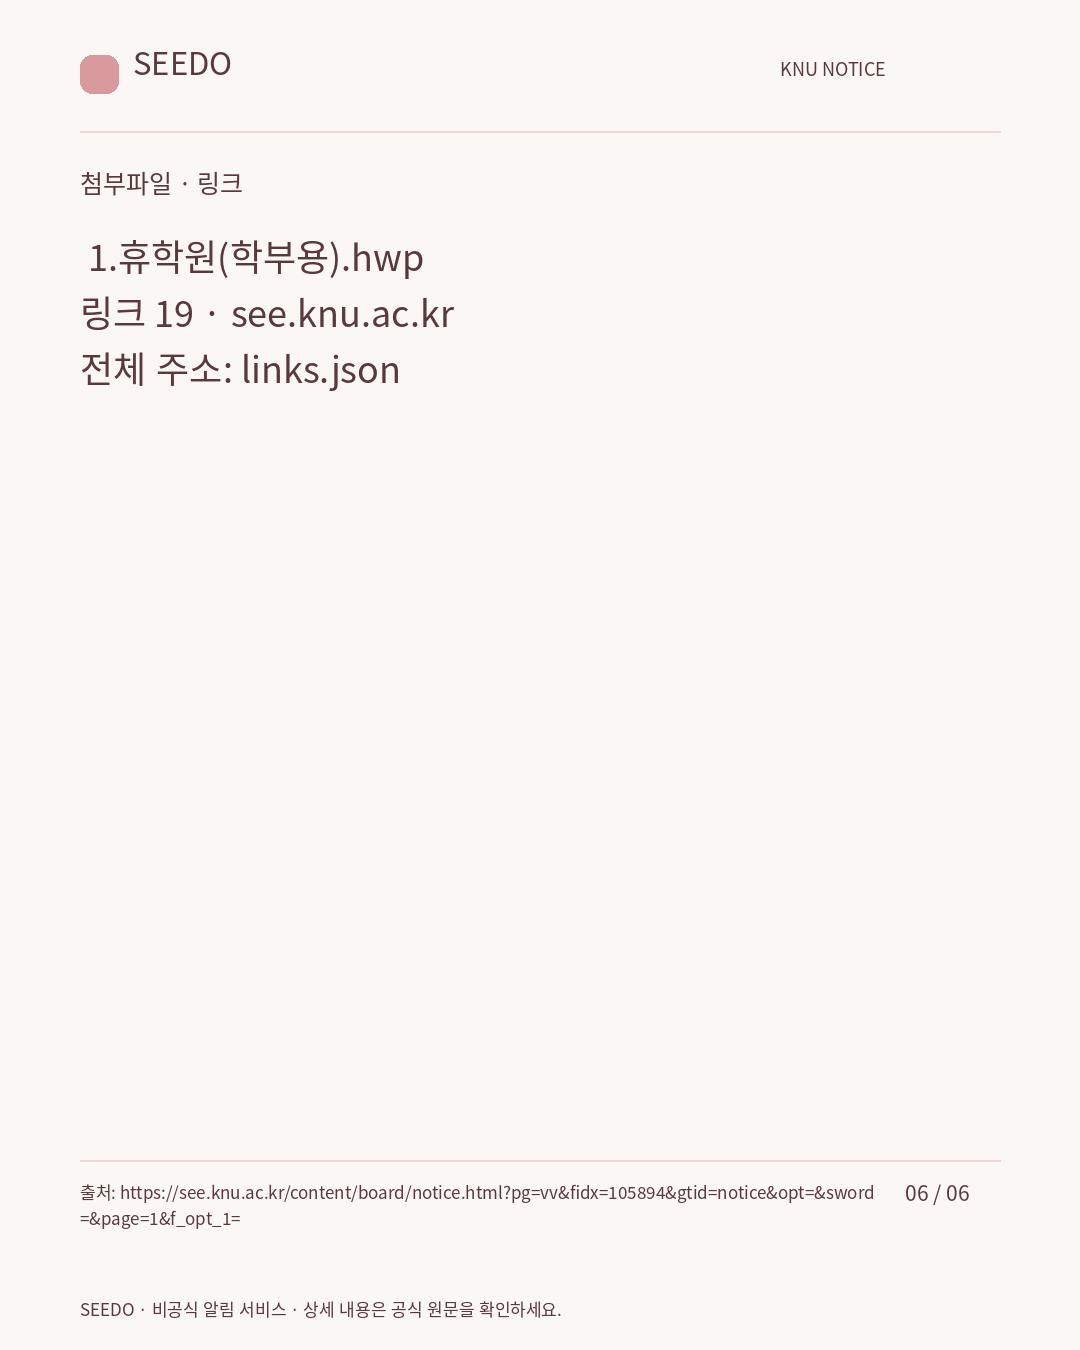 SEEDO
KNU NOTICE
첨부파일 · 링크
1.휴학원(학부용).hwp
링크 19 · see.knu.ac.kr
전체 주소: links.json
출처: https://see.knu.ac.kr/content/board/notice.html?pg=vv&fidx=105894&gtid=notice&opt=&sword
=&page=1&f_opt_1=
06 / 06
SEEDO · 비공식 알림 서비스 · 상세 내용은 공식 원문을 확인하세요.